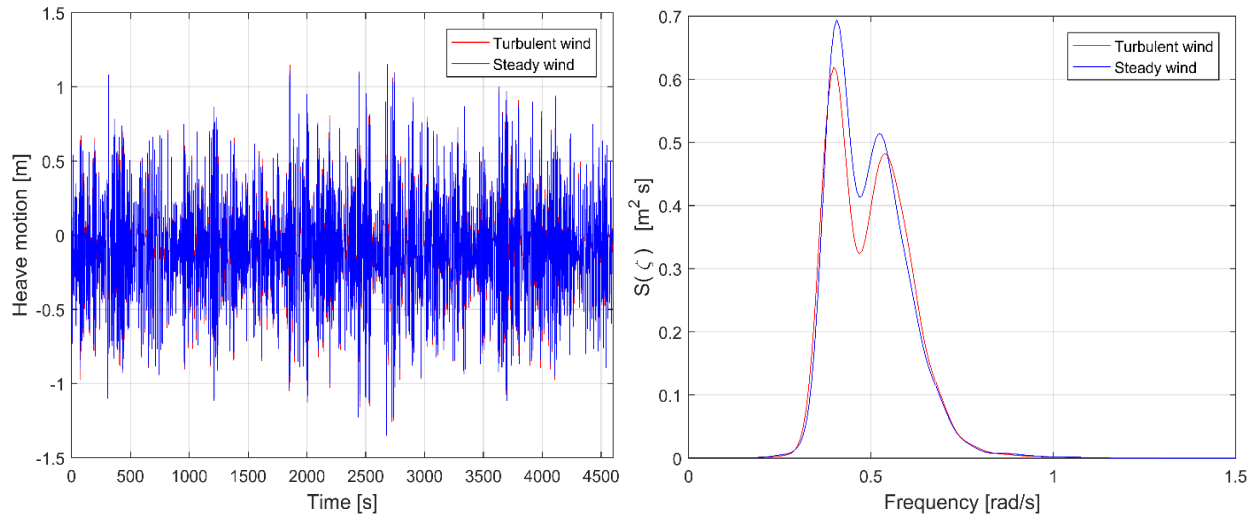 1.5
1
0.5
0
-0.5
-1
-1.5
Heave motion [m]
Turbulent wind
Steady wind
0 500 1000 1500 2000 2500 3000 3500 4000 4500
Time [s]
0.7
0.6
0.5
0.4
0.3
0.2
0.1
0
S(ζ) [m² s]
Turbulent wind
Steady wind
0 0.5 1 1.5
Frequency [rad/s]